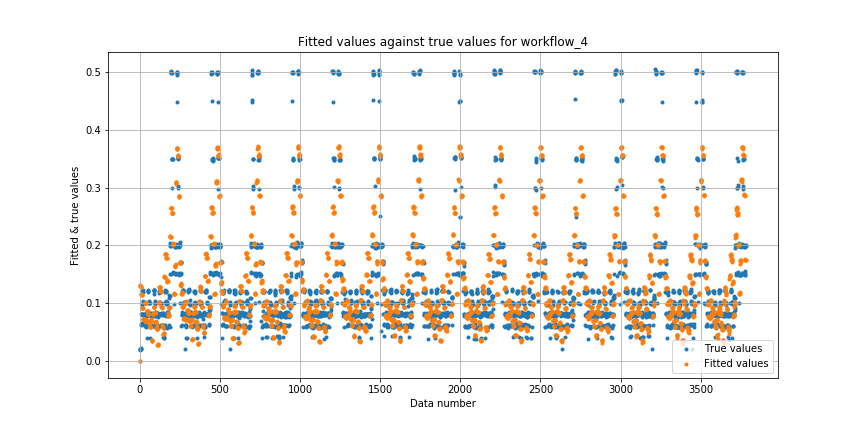 Fitted values against true values for workflow_4
Fitted & true values
0.5
0.4
0.3
0.2
0.1
0.0
0
500
1000
1500
2000
2500
3000
3500
Data number
True values
Fitted values